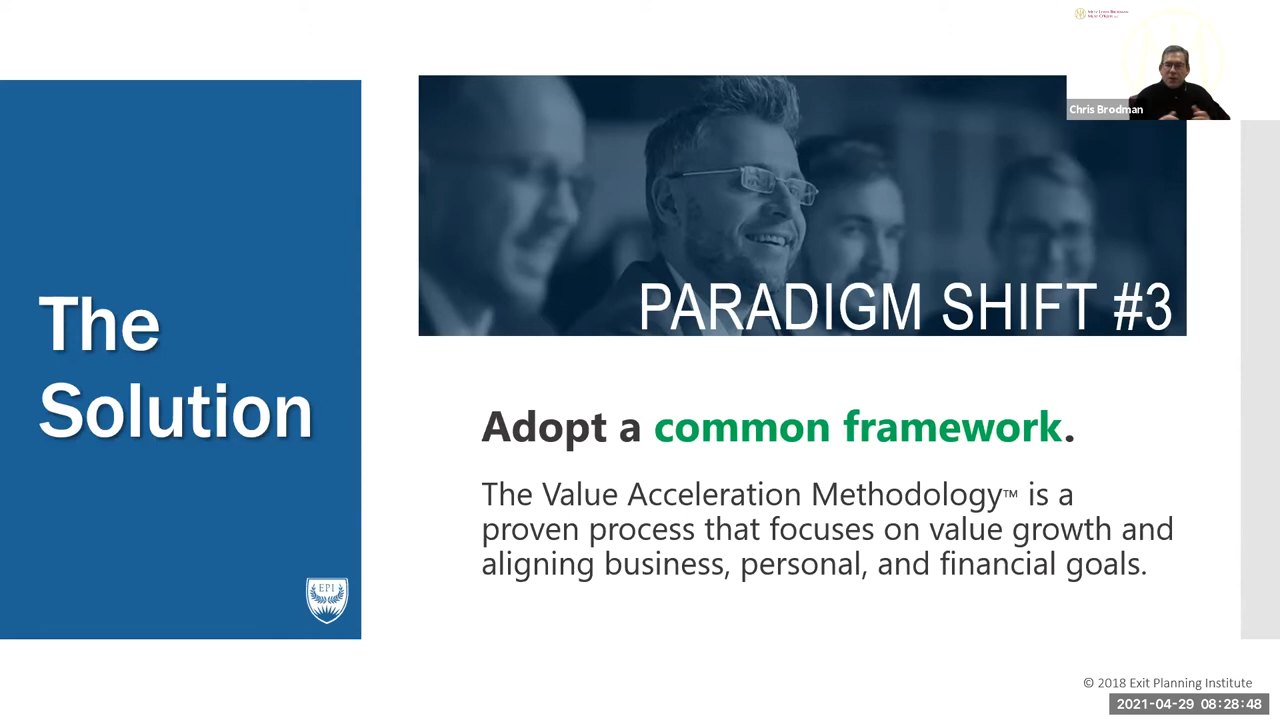 Chris Brodman
PARADIGM SHIFT #3
The
Solution
Adopt a common framework.
The Value Acceleration Methodology™ is a
proven process that focuses on value growth and
aligning business, personal, and financial goals.
EPI
© 2018 Exit Planning Institute
2021-04-29 08:28:48